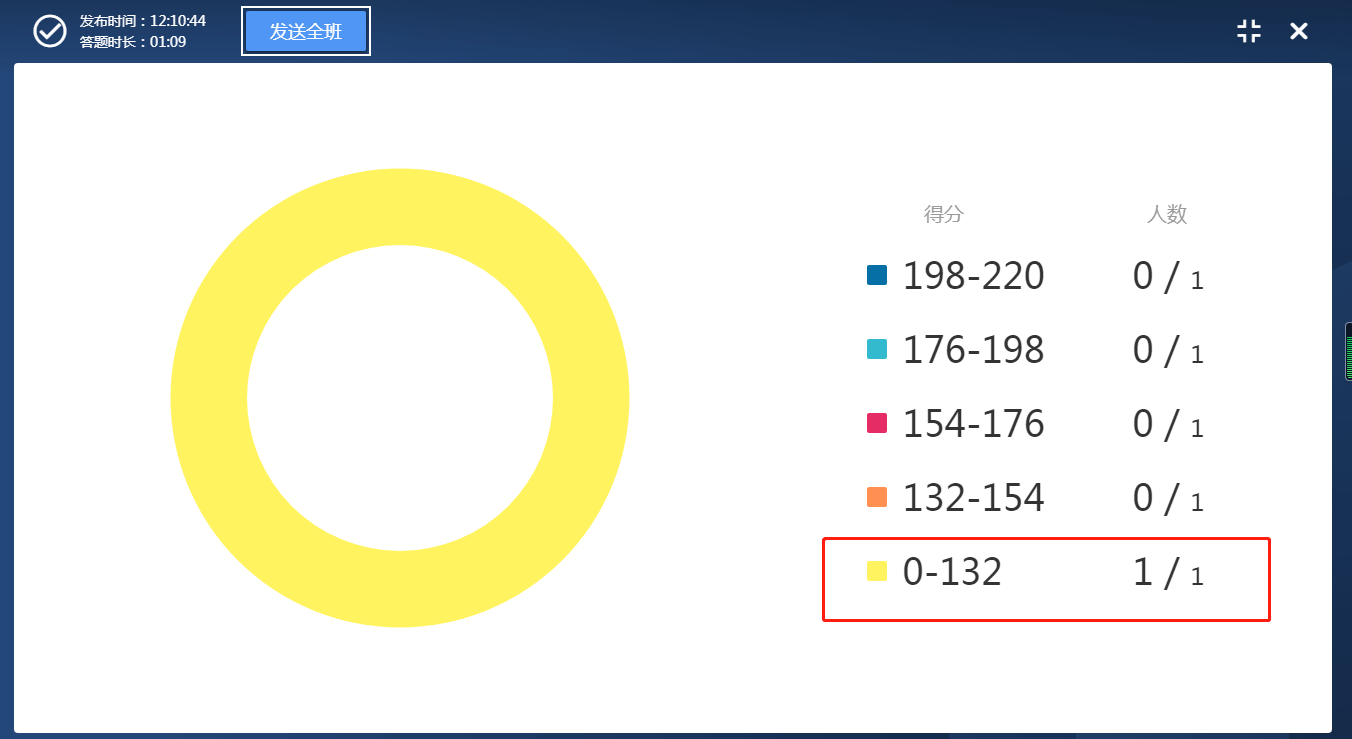 发布时间：12:10:44
答题时长：01:09
发送全班
得分 人数
198-220 0 / 1
176-198 0 / 1
154-176 0 / 1
132-154 0 / 1
0-132 1 / 1